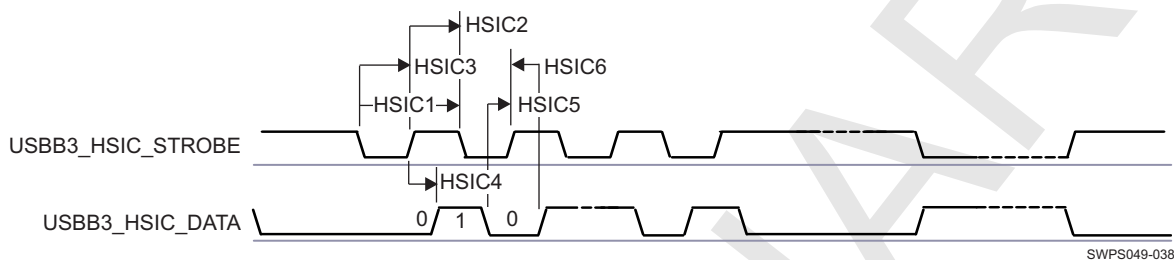 HSIC2
HSIC3
HSIC6
HSIC1
HSIC5
USBB3_HSIC_STROBE
HSIC4
USBB3_HSIC_DATA
0 1 0
SWPS049-038